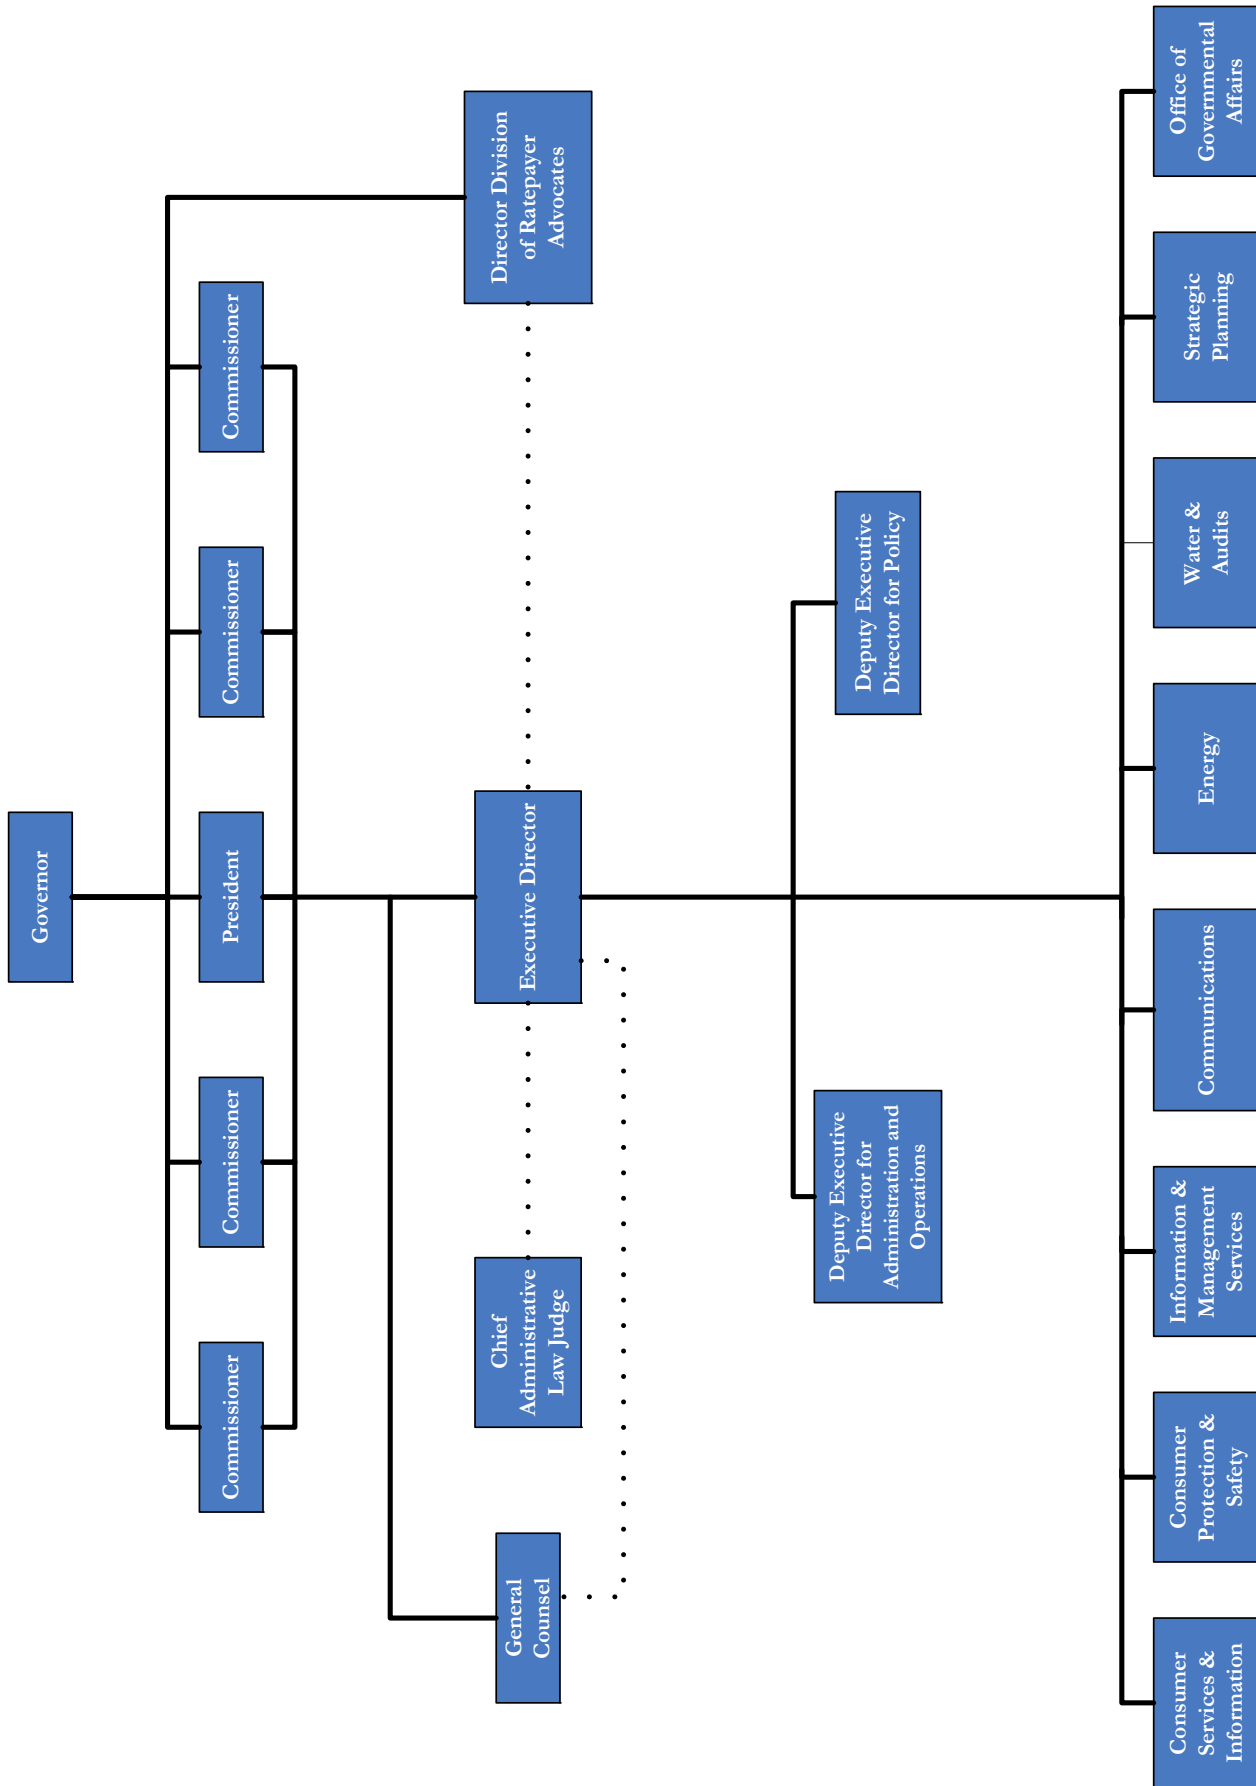 Governor
Commissioner
Commissioner
President
Commissioner
Commissioner
General
Counsel
Chief
Administrative
Law Judge
Executive Director
Director Division
of Ratepayer
Advocates
Deputy Executive
Director for
Administration and
Operations
Deputy Executive
Director for Policy
Consumer
Services &
Information
Consumer
Protection &
Safety
Information &
Management
Services
Communications
Energy
Water &
Audits
Strategic
Planning
Office of
Governmental
Affairs